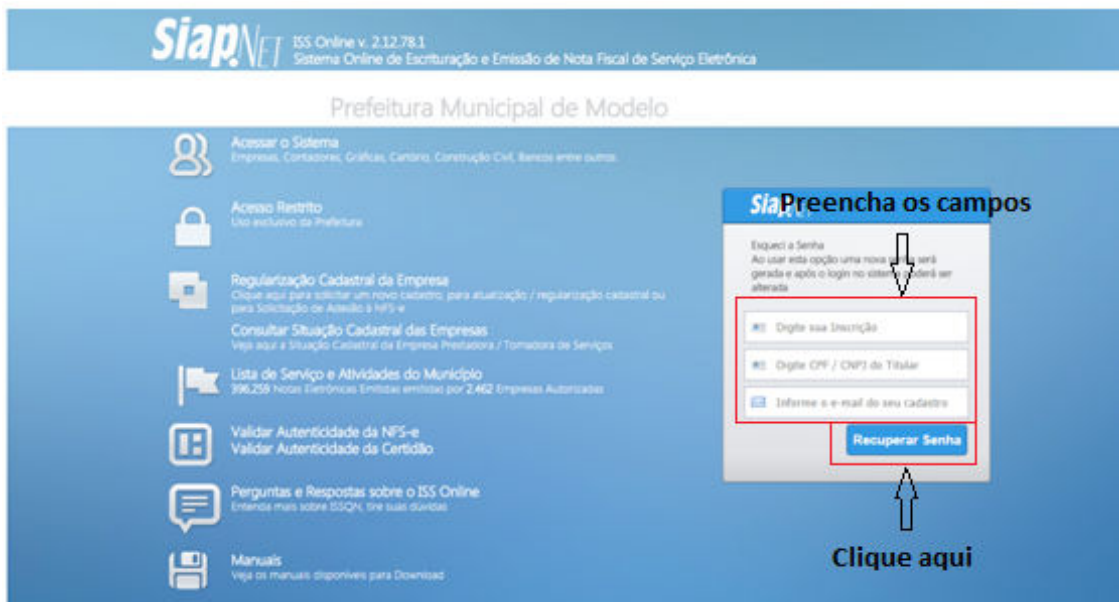 Siap.NET
ISS Online v. 2.12.78.1
Sistema Online de Escrituração e Emissão de Nota Fiscal de Serviço Eletrônica
Prefeitura Municipal de Modelo
Acessar o Sistema
Empresas, Contadores, Gráficas, Cartório, Construção Civil, Bancos entre outros.
Acesso Restrito
Uso exclusivo da Prefeitura
Regularização Cadastral da Empresa
Clique aqui para solicitar um novo cadastro, para atualização / regularização cadastral ou
para Solicitação de Adesão à NFS-e
Consultar Situação Cadastral das Empresas
Veja aqui a Situação Cadastral da Empresa Prestadora / Tomadora de Serviços
Lista de Serviço e Atividades do Município
396.259 Notas Eletrônicas Emitidas emitidas por 2.462 Empresas Autorizadas
Validar Autenticidade da NFS-e
Validar Autenticidade da Certidão
Perguntas e Respostas sobre o ISS Online
Entenda mais sobre ISSQN, tire suas dúvidas
Manuais
Veja os manuais disponíveis para Download
Preencha os campos
Esqueci a Senha
Ao usar esta opção uma nova senha será
gerada e após o login no sistema poderá ser
alterada
Digite sua Inscrição
Digite CPF / CNPJ do Titular
Informe o e-mail do seu cadastro
Recuperar Senha
Clique aqui